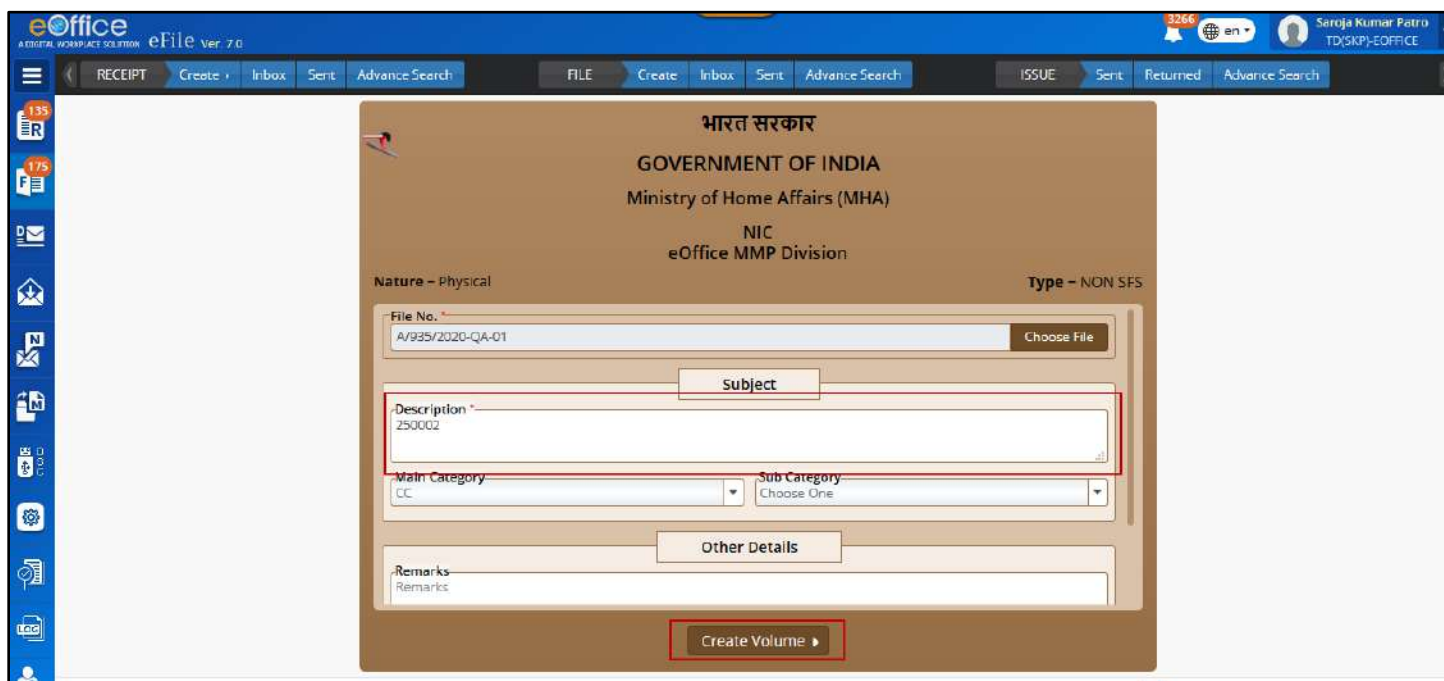 eOffice
A DIGITAL WORKPLACE SOLUTION eFile Ver. 7.0
3266 en Saroja Kumar Patro
TD(SKP)-EOFFICE
RECEIPT Create Inbox Sent Advance Search FILE Create Inbox Sent Advance Search ISSUE Sent Returned Advance Search
135
R
175
F
D
N
M
LOG
भारत सरकार
GOVERNMENT OF INDIA
Ministry of Home Affairs (MHA)
NIC
eOffice MMP Division
Nature – Physical Type – NON SFS
File No. *
A/935/2020-QA-01 Choose File
Subject
Description *
250002
Main Category Sub Category
CC Choose One
Other Details
Remarks
Remarks
Create Volume